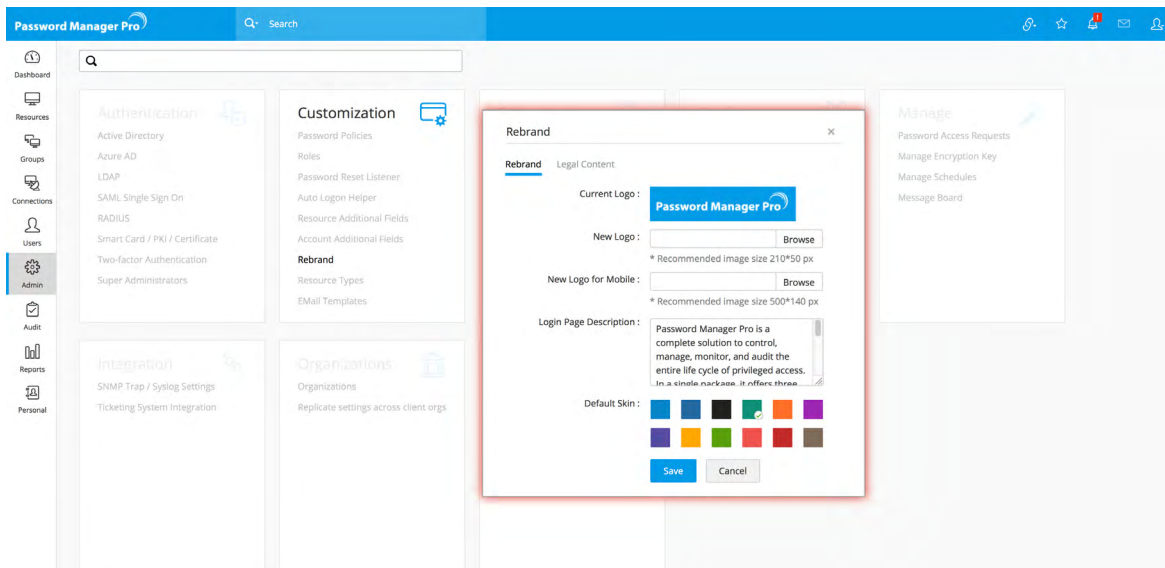 Password Manager Pro
Search
1
Dashboard
Resources
Groups
Connections
Users
Admin
Audit
Reports
Personal
Authentication
Active Directory
Azure AD
LDAP
SAML Single Sign On
RADIUS
Smart Card / PKI / Certificate
Two-factor Authentication
Super Administrators
Customization
Password Policies
Roles
Password Reset Listener
Auto Logon Helper
Resource Additional Fields
Account Additional Fields
Rebrand
Resource Types
EMail Templates
Manage
Password Access Requests
Manage Encryption Key
Manage Schedules
Message Board
Integration
SNMP Trap / Syslog Settings
Ticketing System Integration
Organizations
Organizations
Replicate settings across client orgs
Rebrand
×
Rebrand Legal Content
Current Logo : Password Manager Pro
New Logo : Browse
* Recommended image size 210*50 px
New Logo for Mobile : Browse
* Recommended image size 500*140 px
Login Page Description : Password Manager Pro is a
complete solution to control,
manage, monitor, and audit the
entire life cycle of privileged access.
In a single package, it offers three
Default Skin :
Save Cancel